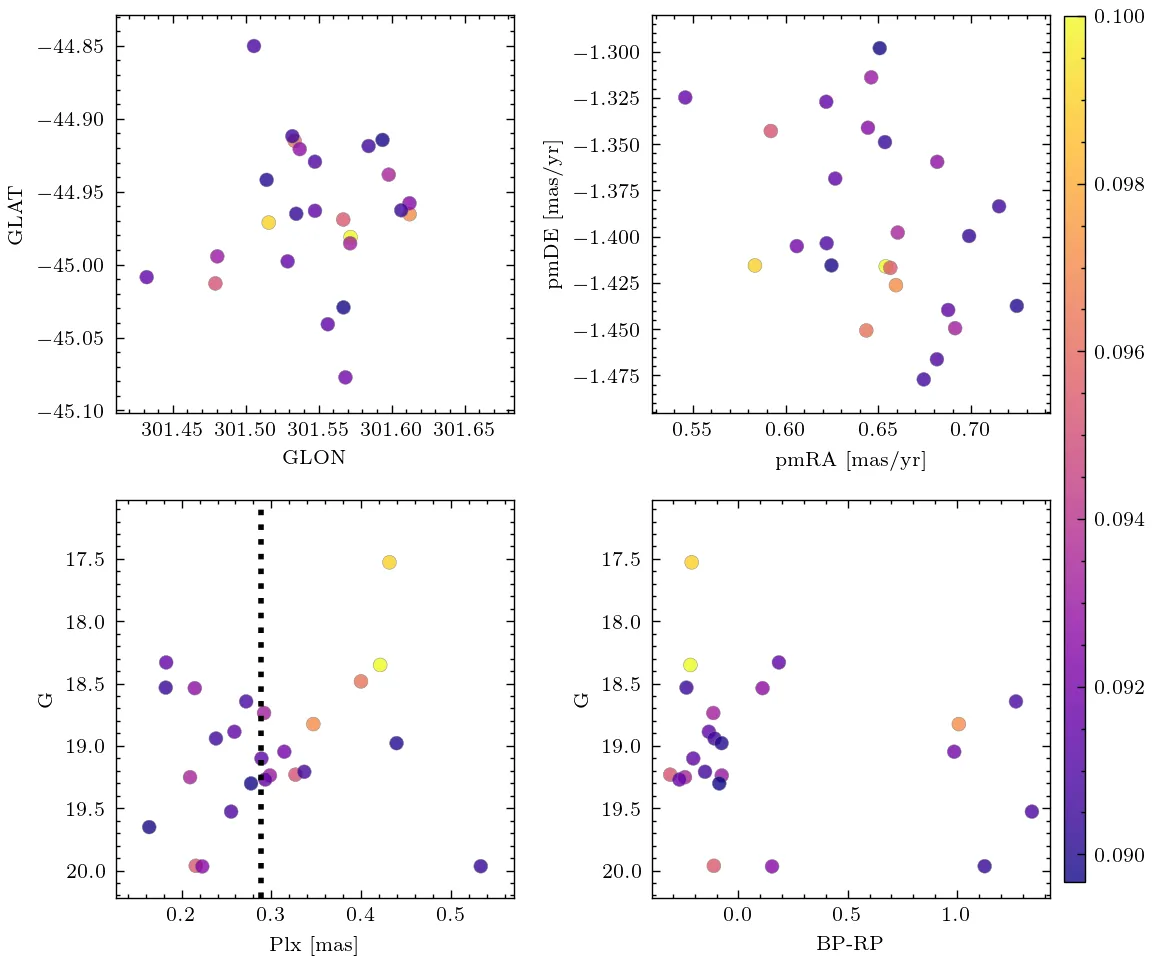 −44.85
−44.90
−44.95
−45.00
−45.05
−45.10
GLAT
301.45 301.50 301.55 301.60 301.65
GLON
−1.300
−1.325
−1.350
−1.375
−1.400
−1.425
−1.450
−1.475
pmDE [mas/yr]
0.55 0.60 0.65 0.70
pmRA [mas/yr]
0.100
0.098
0.096
0.094
0.092
0.090
17.5
18.0
18.5
19.0
19.5
20.0
G
0.2 0.3 0.4 0.5
Plx [mas]
17.5
18.0
18.5
19.0
19.5
20.0
G
0.0 0.5 1.0
BP-RP